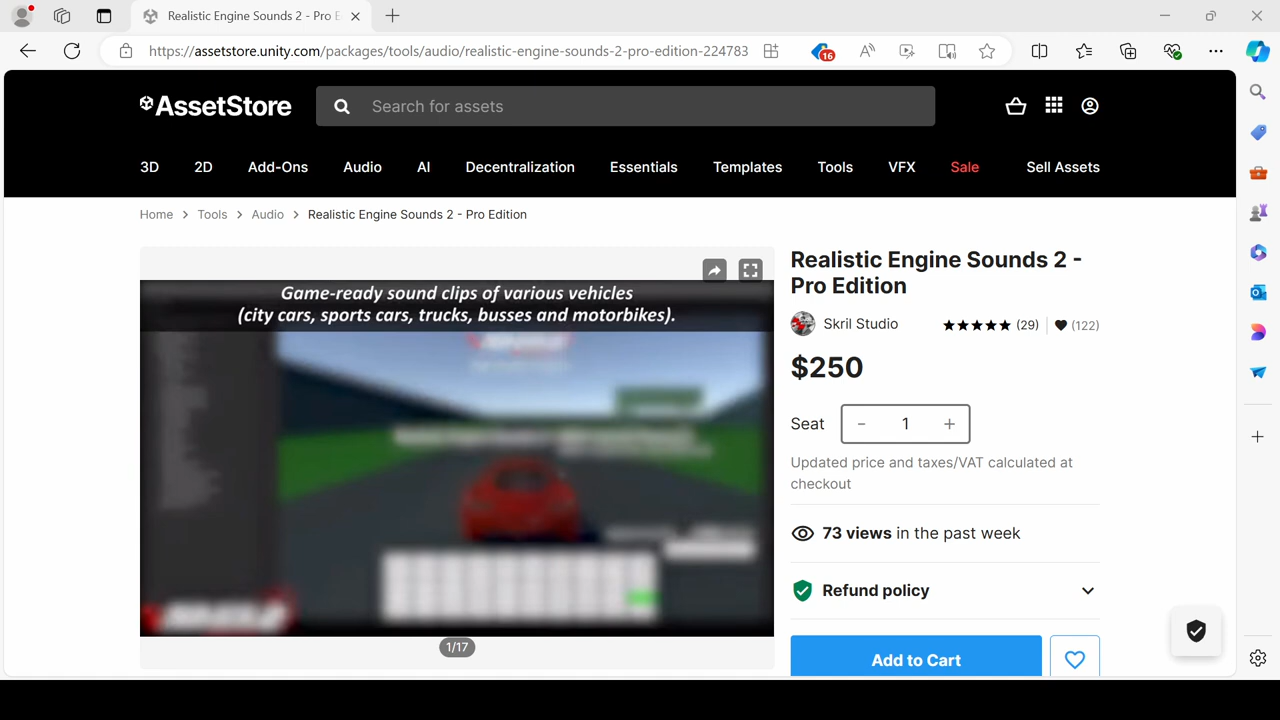 Realistic Engine Sounds 2 - Pro E
https://assetstore.unity.com/packages/tools/audio/realistic-engine-sounds-2-pro-edition-224783
16
AssetStore
Search for assets
3D 2D Add-Ons Audio AI Decentralization Essentials Templates Tools VFX Sale Sell Assets
Home > Tools > Audio > Realistic Engine Sounds 2 - Pro Edition
Game-ready sound clips of various vehicles
(city cars, sports cars, trucks, busses and motorbikes).
1/17
Realistic Engine Sounds 2 -
Pro Edition
Skril Studio ★★★★★ (29) (122)
$250
Seat - 1 +
Updated price and taxes/VAT calculated at
checkout
73 views in the past week
Refund policy
Add to Cart